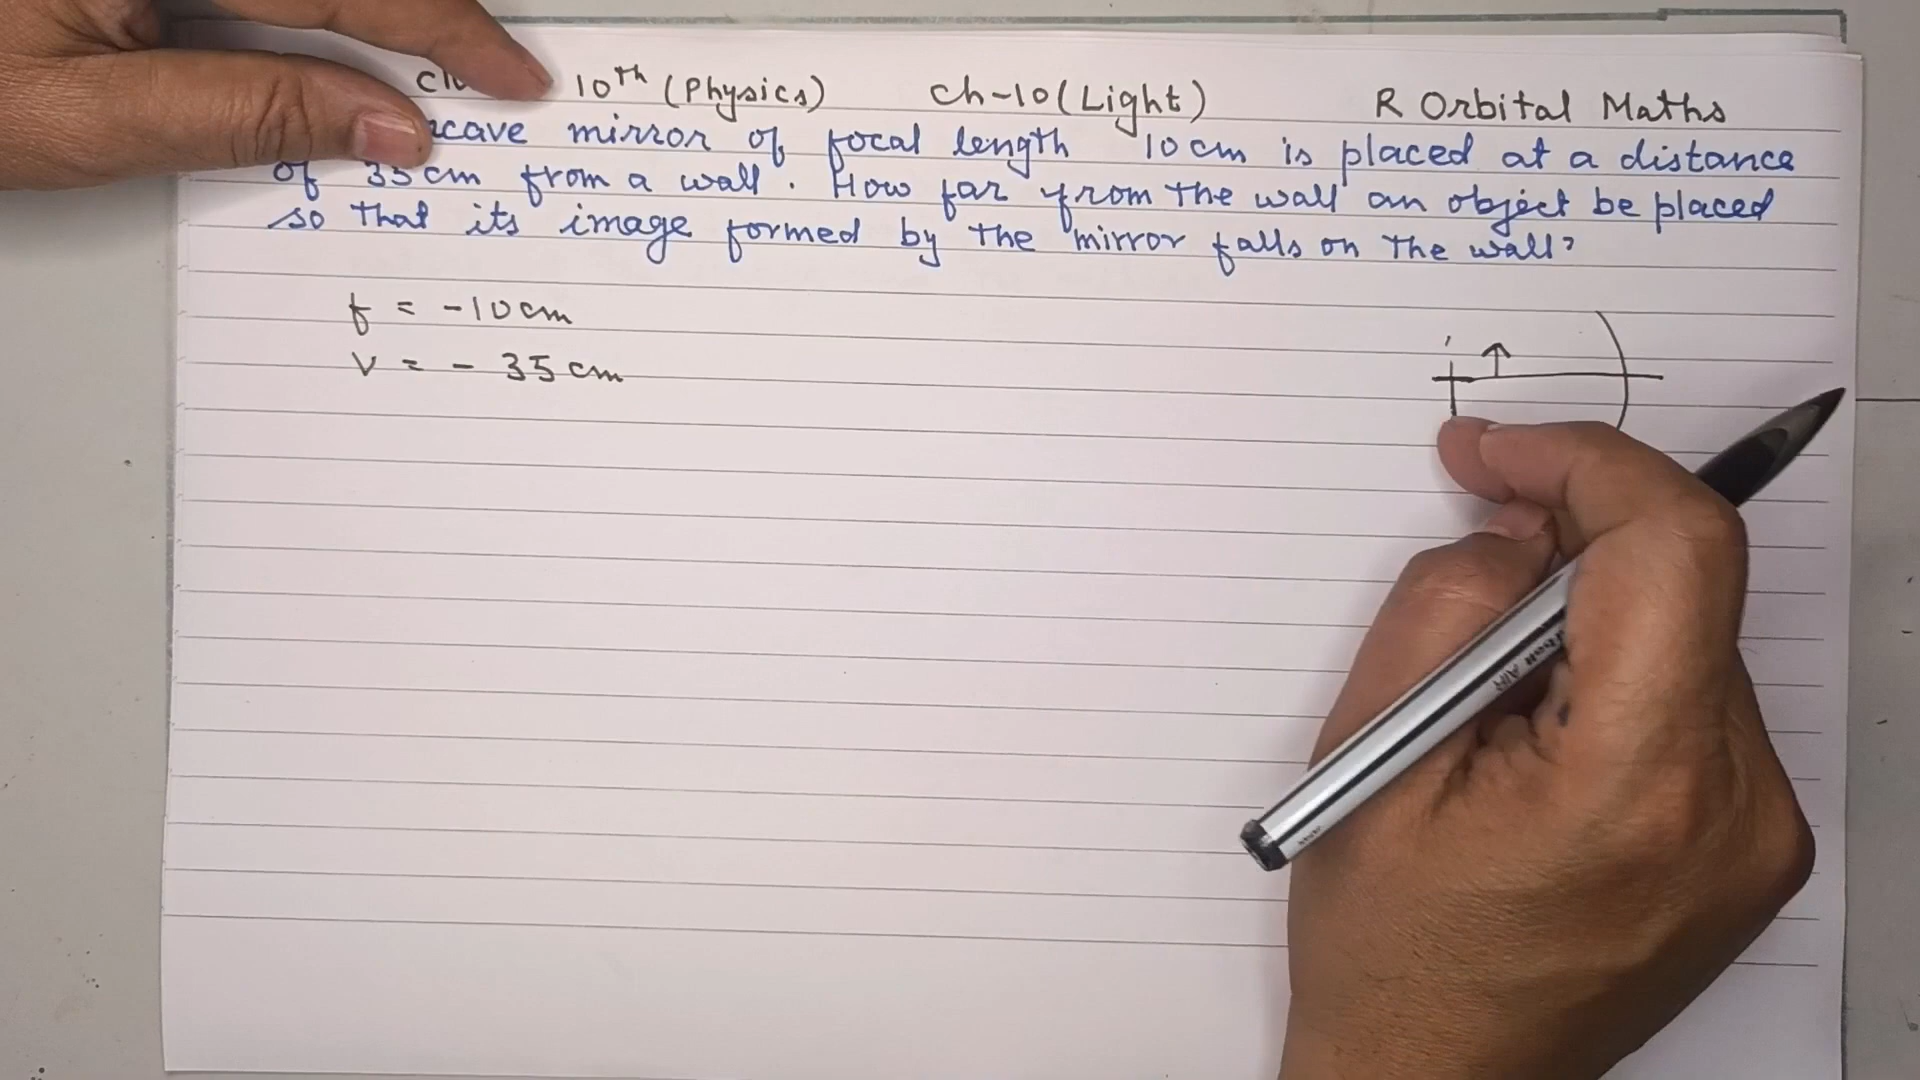 10th (Physics) Ch-10 (Light) R Orbital Maths
mirror of focal length 10 cm is placed at a distance
of 35 cm from a wall. How far from the wall an object be placed
so that its image formed by the mirror falls on the wall?
f = -10 cm
v = - 35 cm